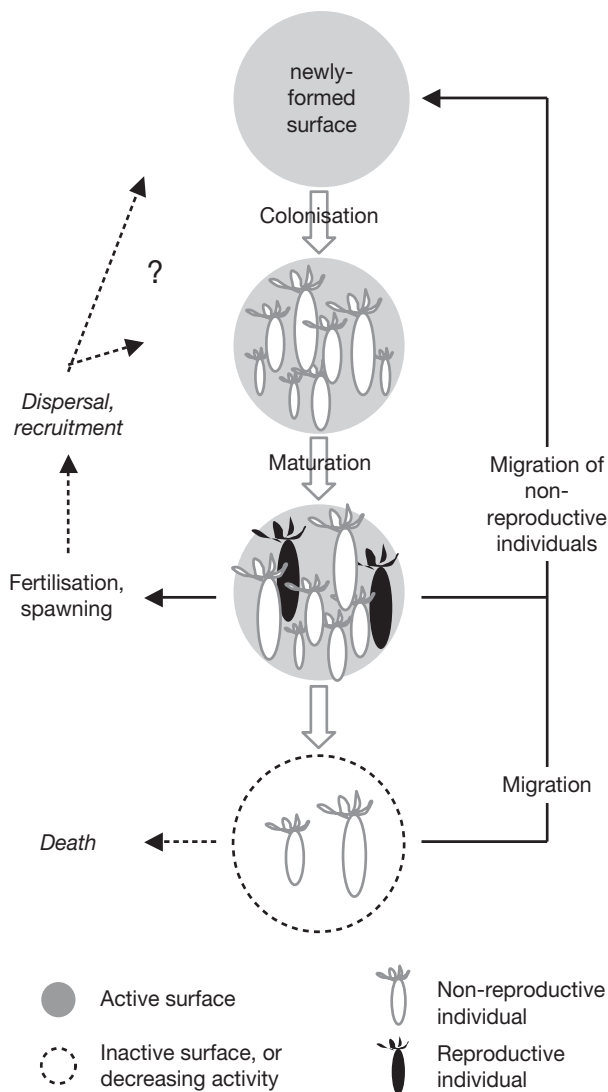 newly-
formed
surface
Colonisation
?
Dispersal,
recruitment
Maturation
Migration of
non-
reproductive
individuals
Fertilisation,
spawning
Migration
Death
Active surface
Non-reproductive
individual
Inactive surface, or
decreasing activity
Reproductive
individual